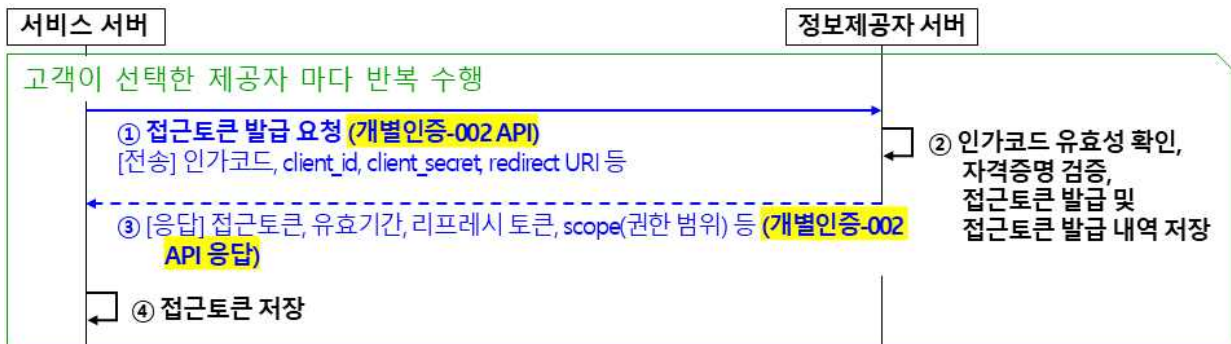 서비스 서버
정보제공자 서버
고객이 선택한 제공자 마다 반복 수행
① 접근토큰 발급 요청 (개별인증-002 API)
[전송] 인가코드, client_id, client_secret, redirect URI 등
② 인가코드 유효성 확인,
자격증명 검증,
접근토큰 발급 및
접근토큰 발급 내역 저장
③ [응답] 접근토큰, 유효기간, 리프레시 토큰, scope(권한 범위) 등 (개별인증-002
API 응답)
④ 접근토큰 저장